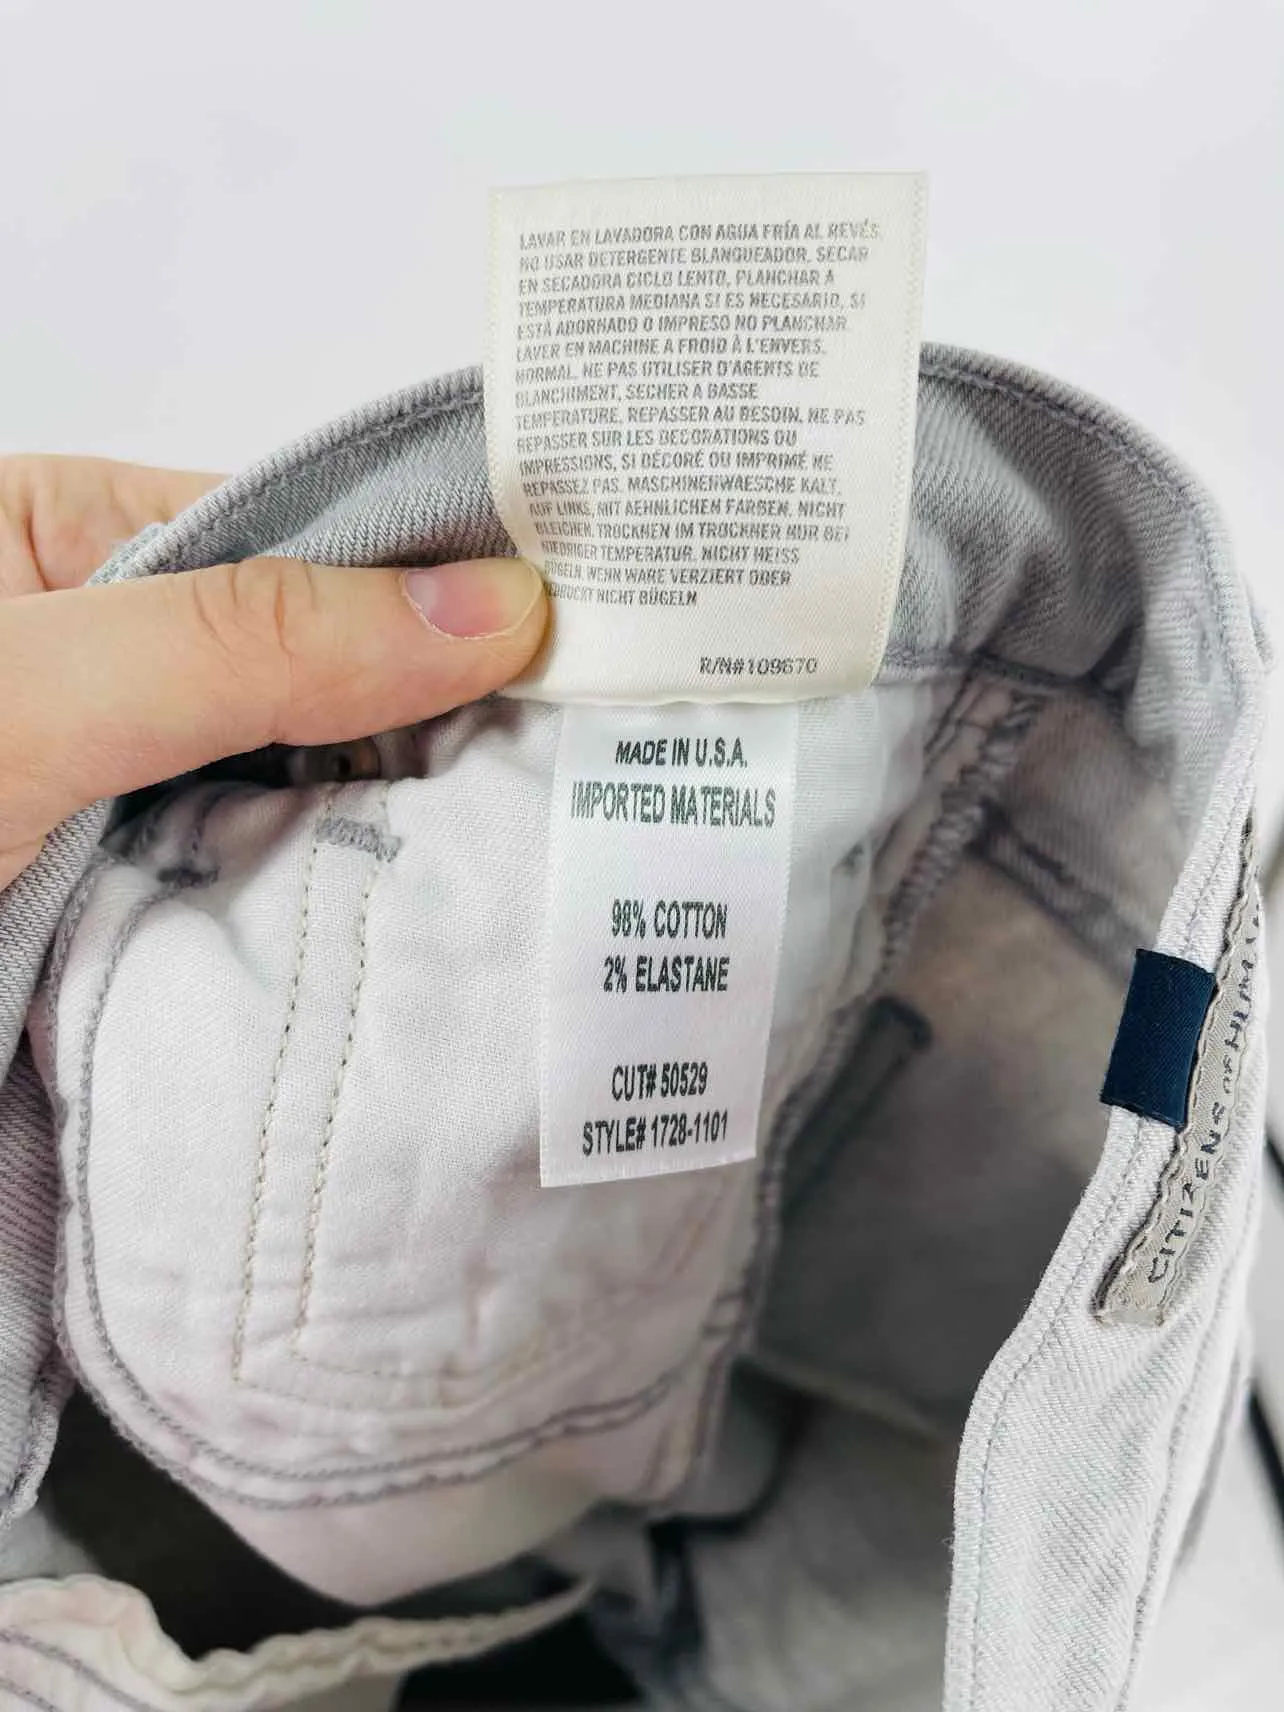 LAVAR EN LAVADORA CON AGUA FRÍA AL REVÉS.
NO USAR DETERGENTE BLANQUEADOR, SECAR
EN SECADORA CICLO LENTO, PLANCHAR A
TEMPERATURA MEDIANA SI ES NECESARIO, SI
ESTÁ ADORNADO O IMPRESO NO PLANCHAR.
LAVER EN MACHINE A FROID À L'ENVERS.
NORMAL. NE PAS UTILISER D'AGENTS DE
BLANCHIMENT, SECHER A BASSE
TEMPERATURE, REPASSER AU BESOIN. NE PAS
REPASSER SUR LES DECORATIONS OU
IMPRESSIONS, SI DÉCORÉ OU IMPRIMÉ NE
REPASSEZ PAS. MASCHINENWAESCHE KALT,
AUF LINKS, MIT AEHNLICHEN FARBEN, NICHT
BLEICHEN, TROCKNEN IM TROCKNER NUR BEI
NIEDRIGER TEMPERATUR. NICHT HEISS
BÜGELN. WENN WARE VERZIERT ODER
BEDRUCKT NICHT BÜGELN
R/N#109670
MADE IN U.S.A.
IMPORTED MATERIALS
98% COTTON
2% ELASTANE
CUT# 50529
STYLE# 1728-1101
CITIZENS OF HUMAN